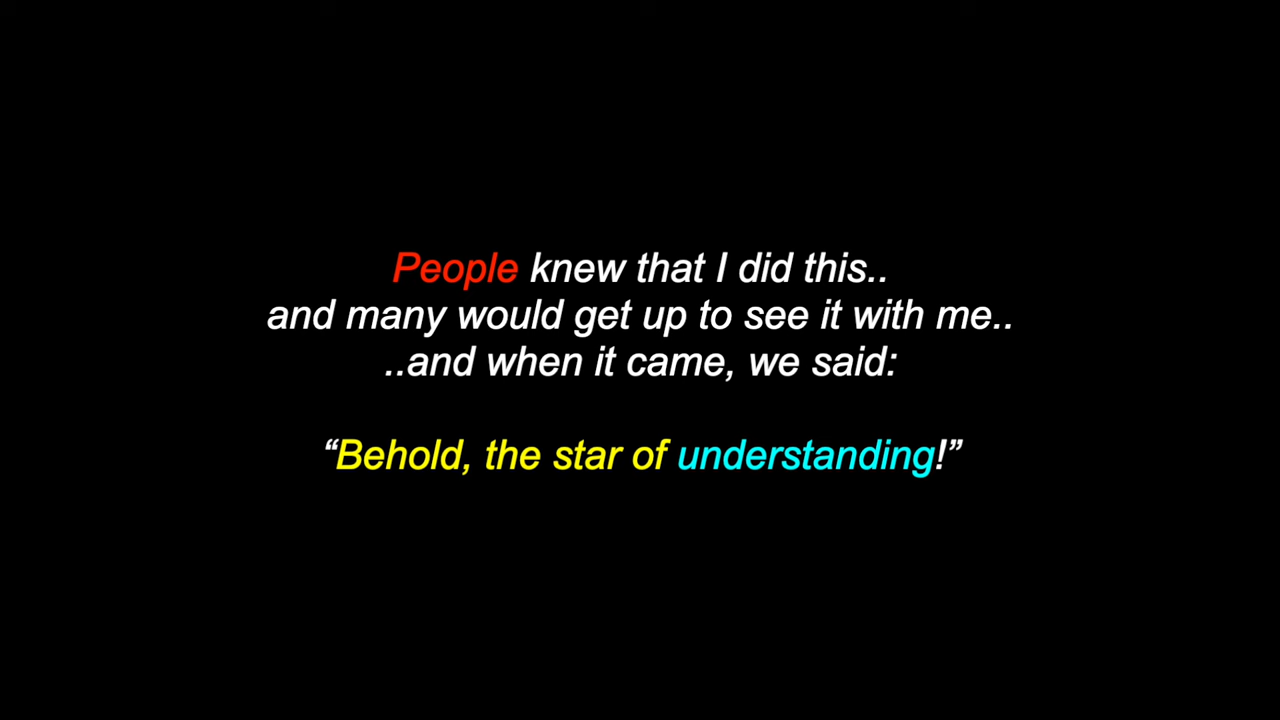 People knew that I did this..
and many would get up to see it with me..
..and when it came, we said:
“Behold, the star of understanding!”